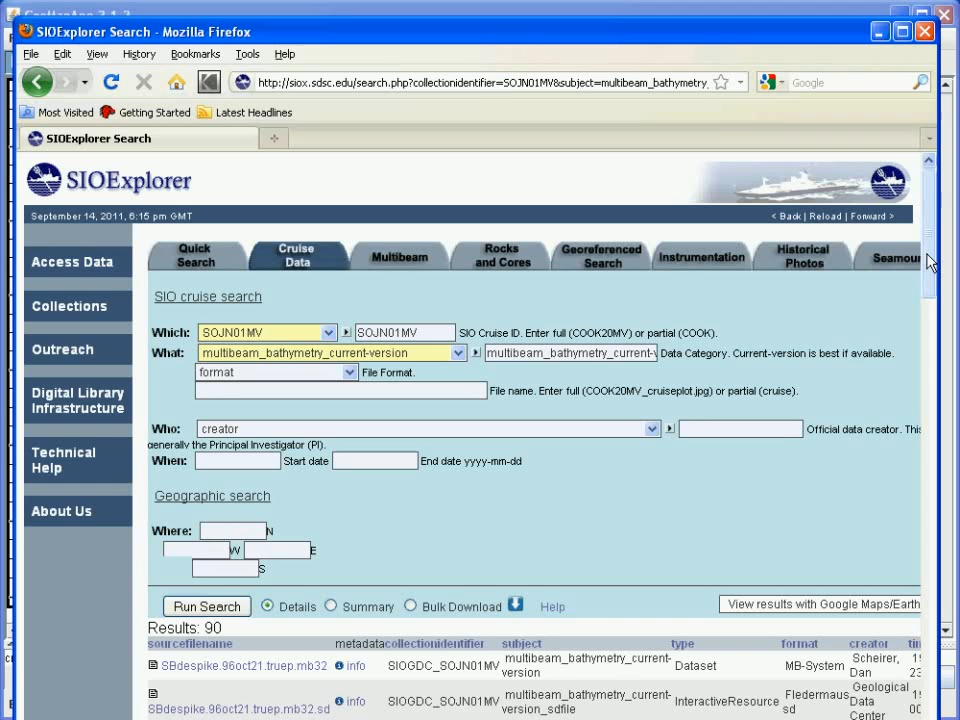 SIOExplorer Search - Mozilla Firefox
File Edit View History Bookmarks Tools Help
http://siox.sdsc.edu/search.php?collectionidentifier=SOJN01MV&subject=multibeam_bathymetry_ Google
Most Visited Getting Started Latest Headlines
SIOExplorer Search
SIOExplorer
September 14, 2011, 6:15 pm GMT < Back | Reload | Forward >
Access Data
Collections
Outreach
Digital Library
Infrastructure
Technical
Help
About Us
Quick Search Cruise Data Multibeam Rocks and Cores Georeferenced Search Instrumentation Historical Photos Seamou
SIO cruise search
Which: SOJN01MV SOJN01MV SIO Cruise ID. Enter full (COOK20MV) or partial (COOK).
What: multibeam_bathymetry_current-version multibeam_bathymetry_current-v Data Category. Current-version is best if available.
format File Format.
File name. Enter full (COOK20MV_cruiseplot.jpg) or partial (cruise).
Who: creator Official data creator. This
generally the Principal Investigator (PI).
When: Start date End date yyyy-mm-dd
Geographic search
Where: N
W E
S
Run Search Details Summary Bulk Download Help View results with Google Maps/Earth
Results: 90
sourcefilename metadata collectionidentifier subject type format creator
SBdespike.96oct21.truep.mb32 info SIOGDC_SOJN01MV multibeam_bathymetry_current-version Dataset MB-System Scheirer, Dan
SBdespike.96oct21.truep.mb32.sd info SIOGDC_SOJN01MV multibeam_bathymetry_current-version_sdfile InteractiveResource Fledermaus sd Geological Data Center